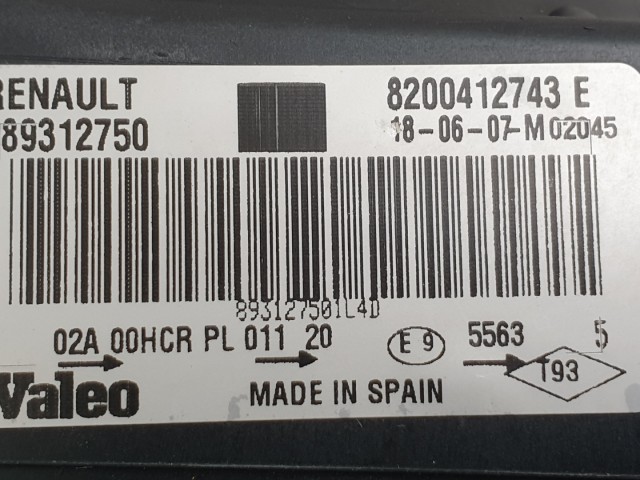 RENAULT 8200412743 E
89312750 18-06-07-M 02045
893127501L4D
02A 00HCR PL 011 20 E 9 5563 5
Valeo MADE IN SPAIN T93